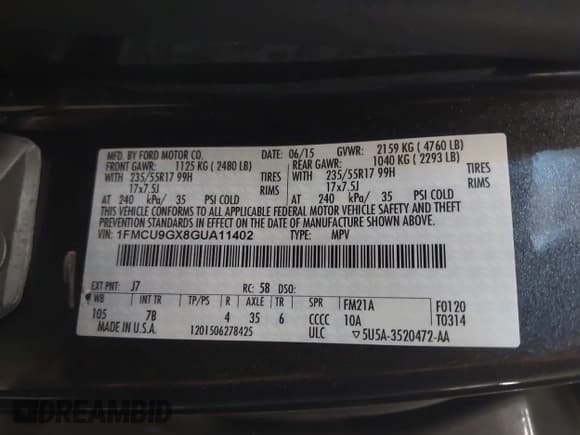 MFD. BY FORD MOTOR CO. DATE: 06/15 GVWR: 2159 KG ( 4760 LB)
FRONT GAWR: 1125 KG ( 2480 LB) REAR GAWR: 1040 KG ( 2293 LB)
WITH 235/55R17 99H TIRES WITH 235/55R17 99H TIRES
17x7.5J RIMS 17x7.5J RIMS
AT 240 kPa/ 35 PSI COLD AT 240 kPa/ 35 PSI COLD
THIS VEHICLE CONFORMS TO ALL APPLICABLE FEDERAL MOTOR VEHICLE SAFETY AND THEFT
PREVENTION STANDARDS IN EFFECT ON THE DATE OF MANUFACTURE SHOWN ABOVE.
VIN: 1FMCU9GX8GUA11402 TYPE: MPV
EXT PNT: J7 RC: 58 DSO:
WB INT TR TP/PS R AXLE TR SPR FM21A F0120
105 7B 4 35 6 CCCC 10A T0314
MADE IN U.S.A. 1201506278425 ULC ▽5U5A-3520472-AA
DREAMBID